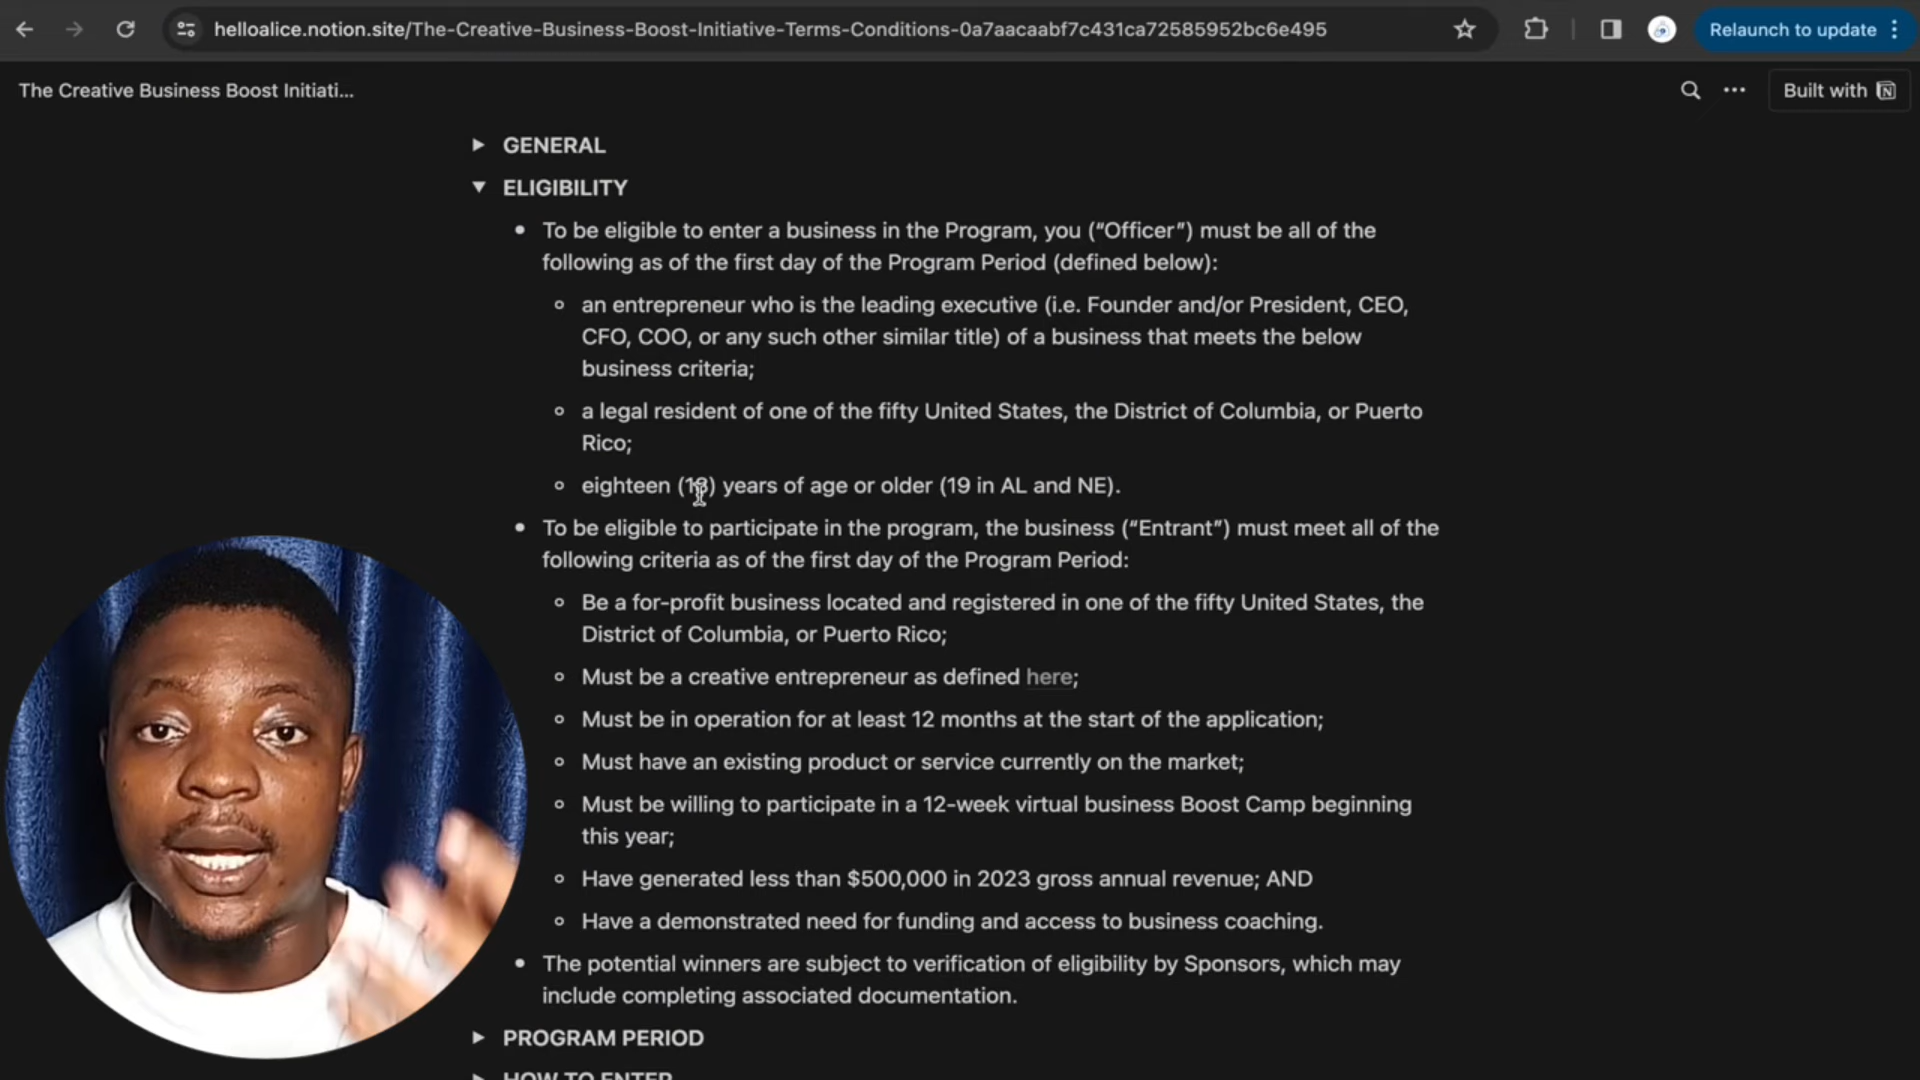 helloalice.notion.site/The-Creative-Business-Boost-Initiative-Terms-Conditions-0a7aacaabf7c431ca72585952bc6e495
Relaunch to update
The Creative Business Boost Initiati...
Built with
GENERAL
ELIGIBILITY
To be eligible to enter a business in the Program, you (“Officer”) must be all of the
following as of the first day of the Program Period (defined below):
an entrepreneur who is the leading executive (i.e. Founder and/or President, CEO,
CFO, COO, or any such other similar title) of a business that meets the below
business criteria;
a legal resident of one of the fifty United States, the District of Columbia, or Puerto
Rico;
eighteen (18) years of age or older (19 in AL and NE).
To be eligible to participate in the program, the business (“Entrant”) must meet all of the
following criteria as of the first day of the Program Period:
Be a for-profit business located and registered in one of the fifty United States, the
District of Columbia, or Puerto Rico;
Must be a creative entrepreneur as defined here;
Must be in operation for at least 12 months at the start of the application;
Must have an existing product or service currently on the market;
Must be willing to participate in a 12-week virtual business Boost Camp beginning
this year;
Have generated less than $500,000 in 2023 gross annual revenue; AND
Have a demonstrated need for funding and access to business coaching.
The potential winners are subject to verification of eligibility by Sponsors, which may
include completing associated documentation.
PROGRAM PERIOD
HOW TO ENTER